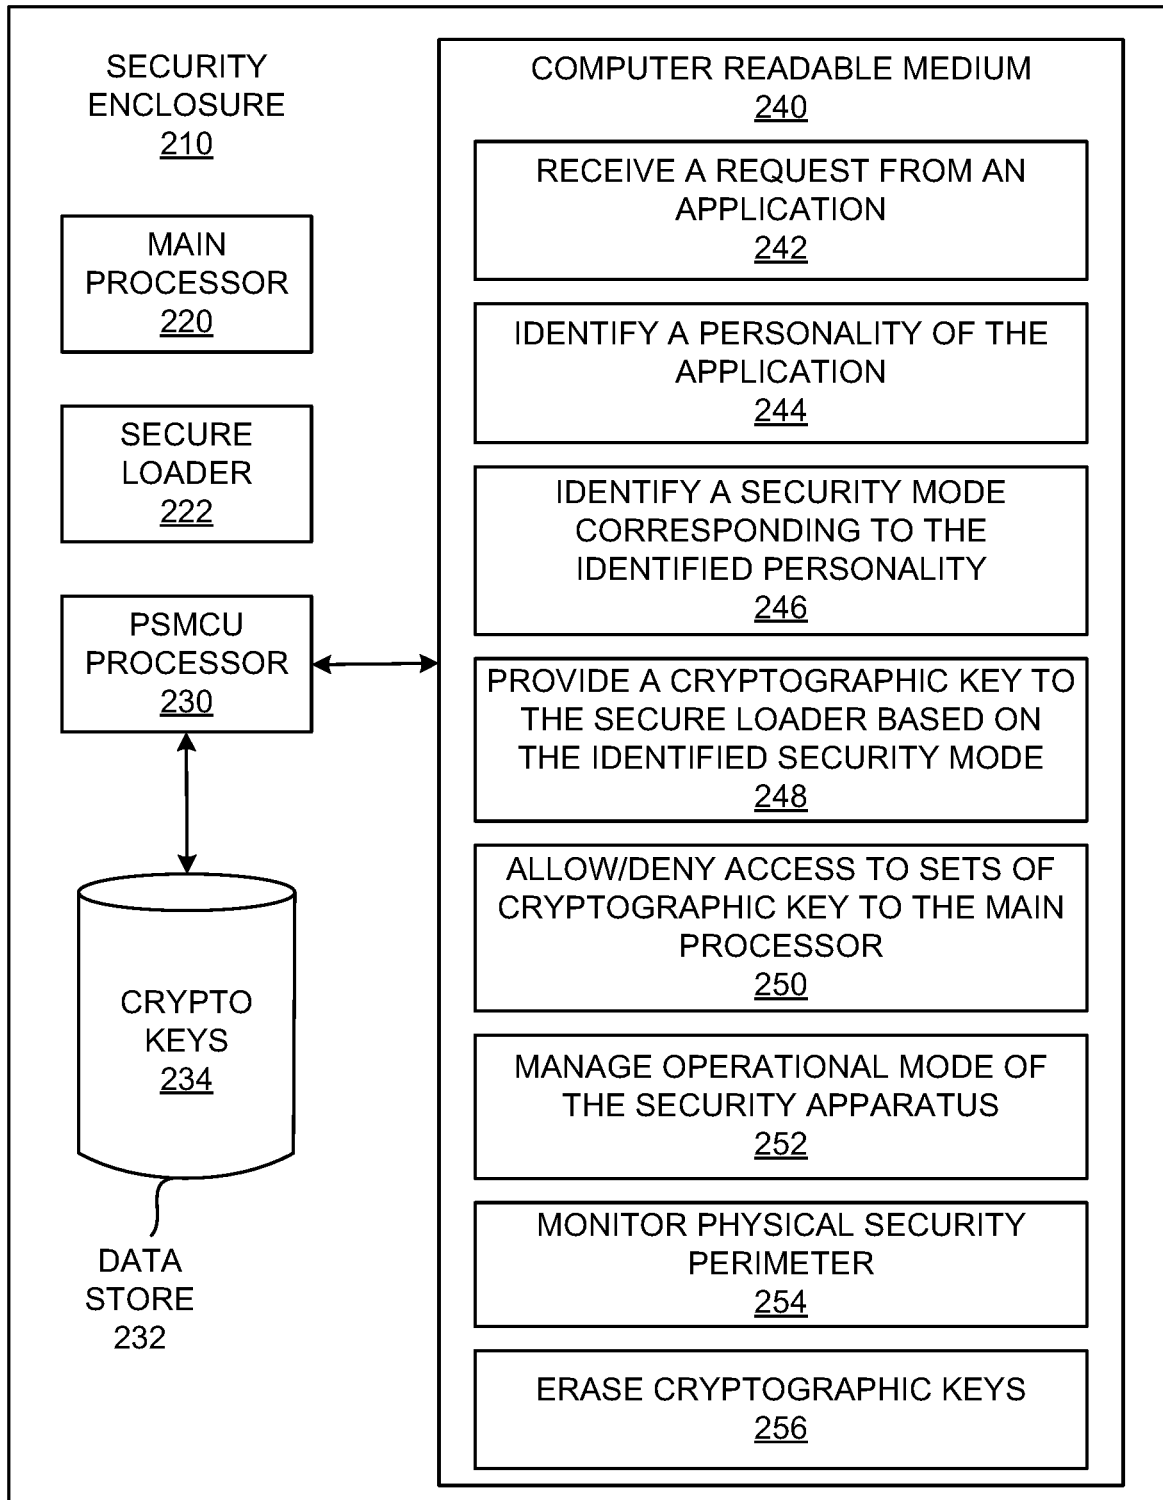 SECURITY
ENCLOSURE
210
MAIN
PROCESSOR
220
SECURE
LOADER
222
PSMCU
PROCESSOR
230
CRYPTO
KEYS
234
DATA
STORE
232
COMPUTER READABLE MEDIUM
240
RECEIVE A REQUEST FROM AN
APPLICATION
242
IDENTIFY A PERSONALITY OF THE
APPLICATION
244
IDENTIFY A SECURITY MODE
CORRESPONDING TO THE
IDENTIFIED PERSONALITY
246
PROVIDE A CRYPTOGRAPHIC KEY TO
THE SECURE LOADER BASED ON
THE IDENTIFIED SECURITY MODE
248
ALLOW/DENY ACCESS TO SETS OF
CRYPTOGRAPHIC KEY TO THE MAIN
PROCESSOR
250
MANAGE OPERATIONAL MODE OF
THE SECURITY APPARATUS
252
MONITOR PHYSICAL SECURITY
PERIMETER
254
ERASE CRYPTOGRAPHIC KEYS
256